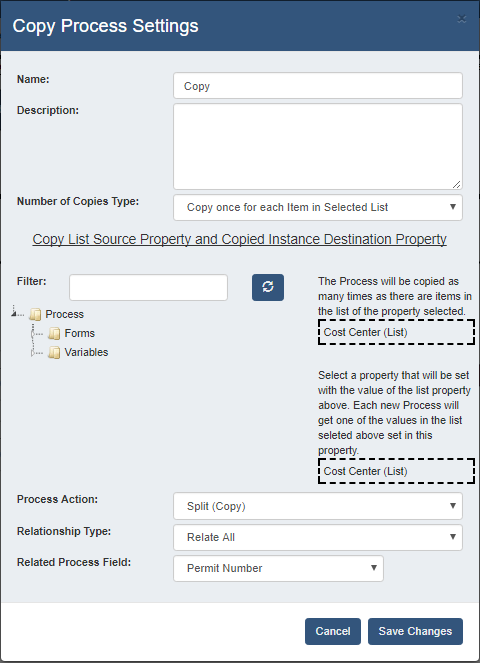 Copy Process Settings
×
Name:
Copy
Description:
Number of Copies Type:
Copy once for each Item in Selected List
Copy List Source Property and Copied Instance Destination Property
Filter:
Process
Forms
Variables
The Process will be copied as
many times as there are items in
the list of the property selected.
Cost Center (List)
Select a property that will be set
with the value of the list property
above. Each new Process will
get one of the values in the list
seleted above set in this
property.
Cost Center (List)
Process Action:
Split (Copy)
Relationship Type:
Relate All
Related Process Field:
Permit Number
Cancel
Save Changes